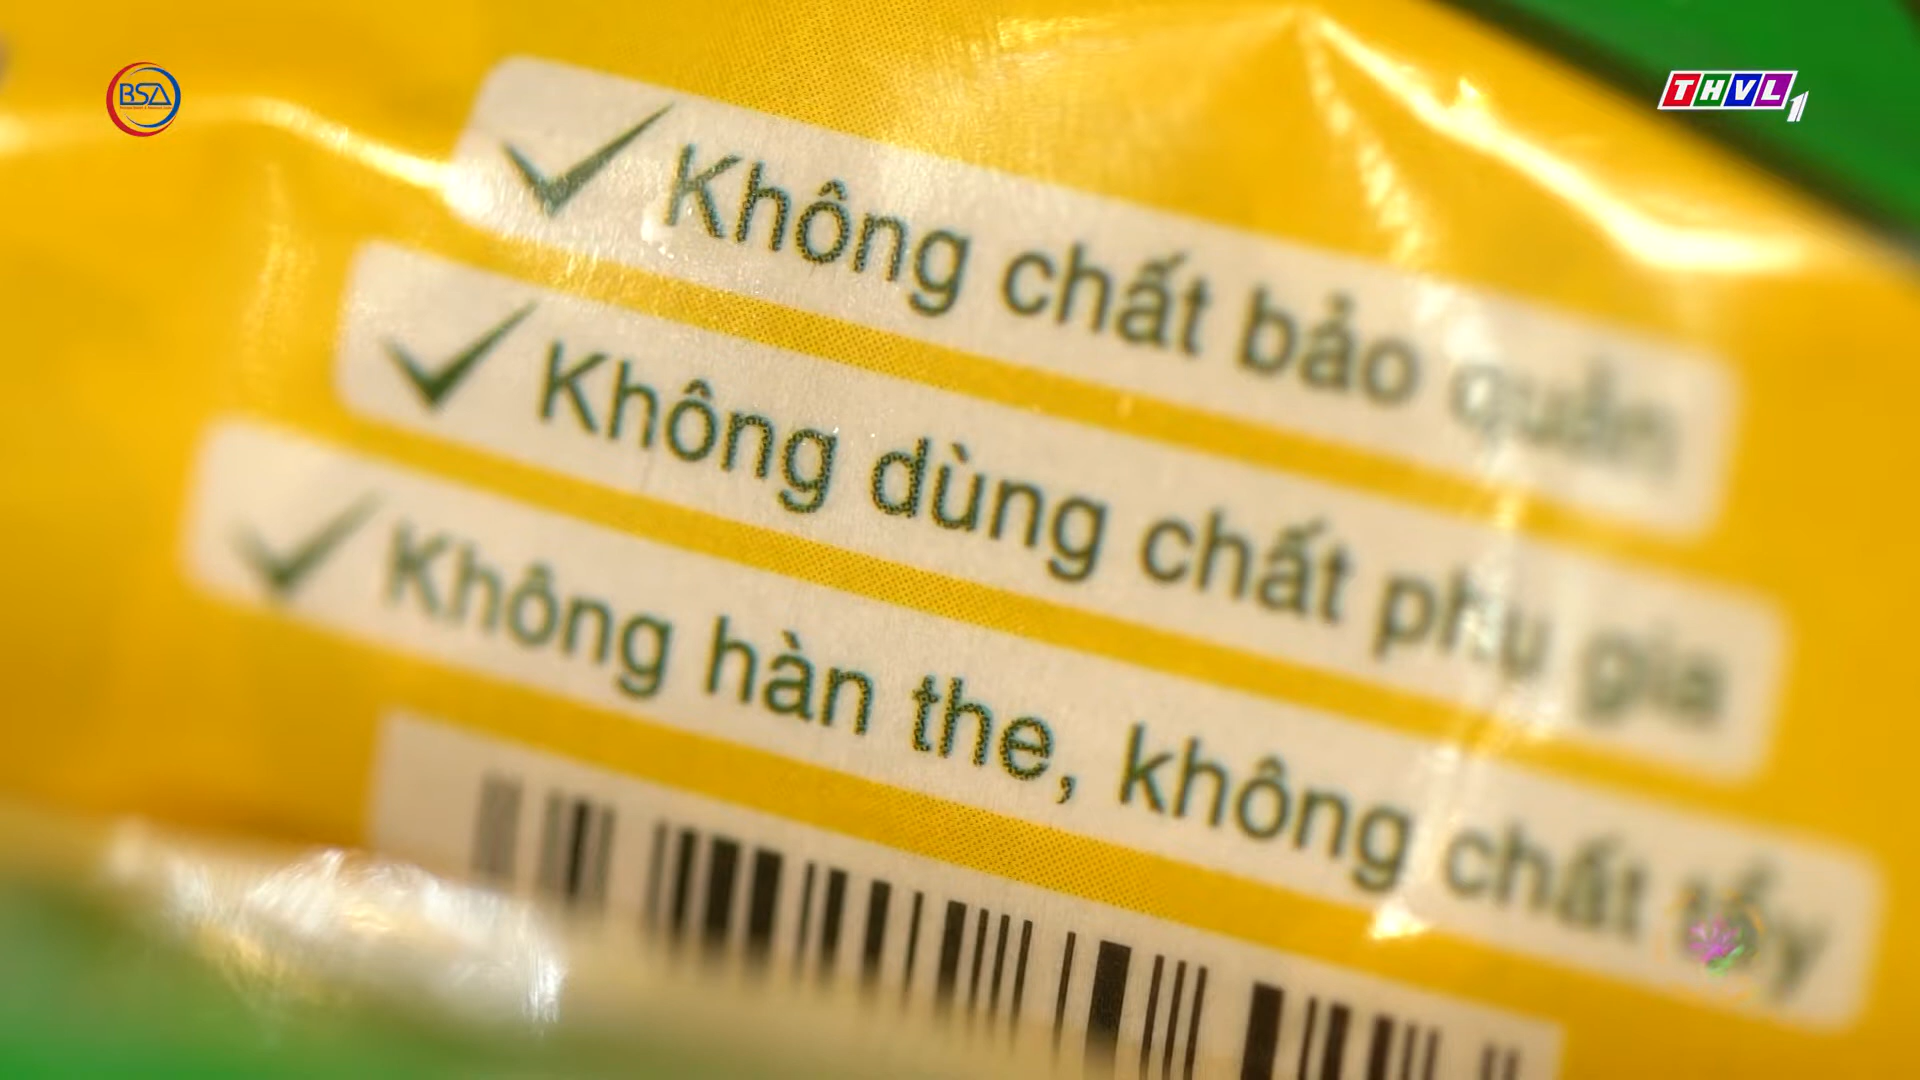 BSA
THVL1
Không chất bảo quản
Không dùng chất phụ gia
Không hàn the, không chất tẩy